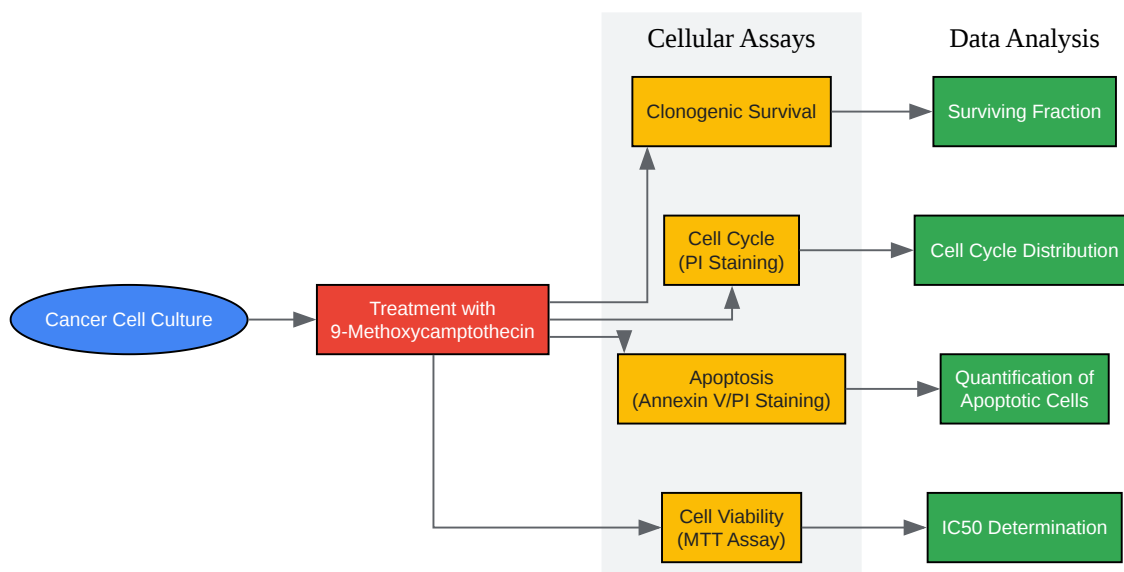 Cellular Assays
Data Analysis
Clonogenic Survival
Surviving Fraction
Cell Cycle
(PI Staining)
Cell Cycle Distribution
Cancer Cell Culture
Treatment with
9-Methoxycamptothecin
Apoptosis
(Annexin V/PI Staining)
Quantification of
Apoptotic Cells
Cell Viability
(MTT Assay)
IC50 Determination